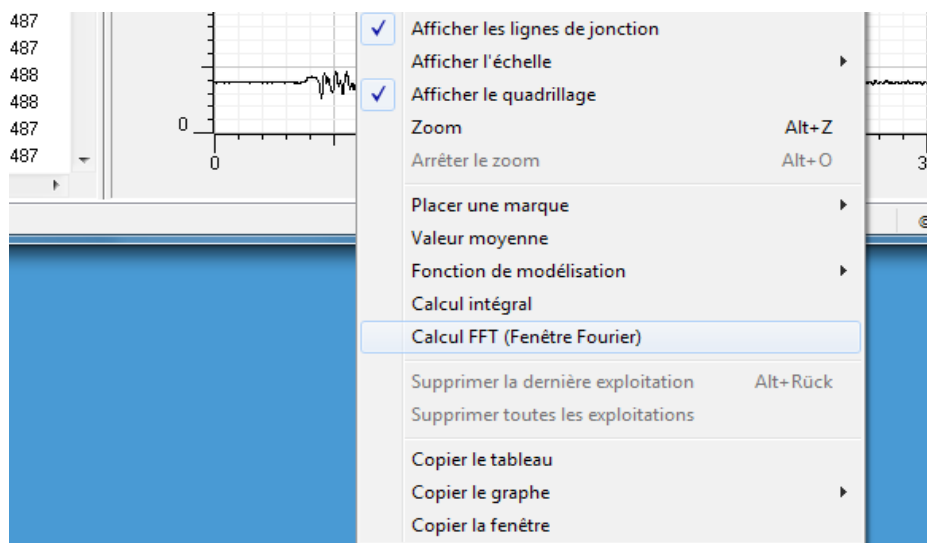 487
487
488
488
487
487
0
0
3
©
Afficher les lignes de jonction
Afficher l'échelle
Afficher le quadrillage
Zoom Alt+Z
Arrêter le zoom Alt+O
Placer une marque
Valeur moyenne
Fonction de modélisation
Calcul intégral
Calcul FFT (Fenêtre Fourier)
Supprimer la dernière exploitation Alt+Rück
Supprimer toutes les exploitations
Copier le tableau
Copier le graphe
Copier la fenêtre